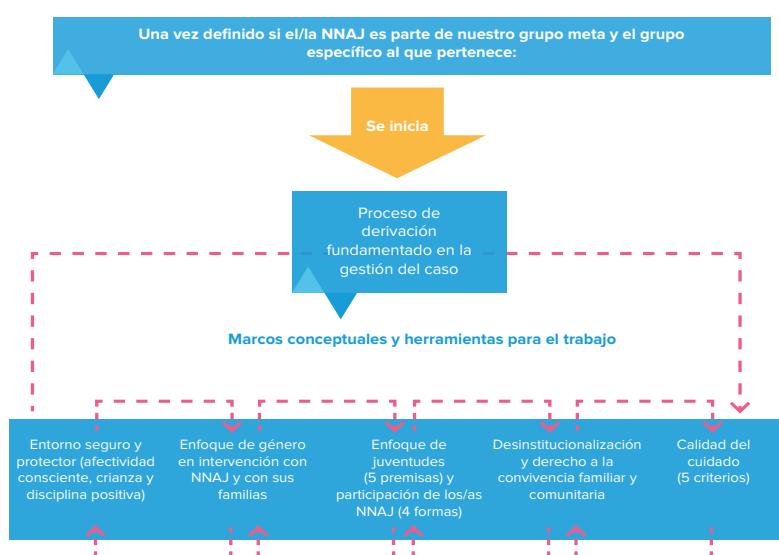 Una vez definido si el/la NNAJ es parte de nuestro grupo meta y el grupo
específico al que pertenece:
Se inicia
Proceso de
derivación
fundamentado en la
gestión del caso
Marcos conceptuales y herramientas para el trabajo
Entorno seguro y
protector (afectividad
consciente, crianza y
disciplina positiva)
Enfoque de género
en intervención con
NNAJ y con sus
familias
Enfoque de
juventudes
(5 premisas) y
participación de los/as
NNAJ (4 formas)
Desinstitucionalización
y derecho a la
convivencia familiar y
comunitaria
Calidad del
cuidado
(5 criterios)